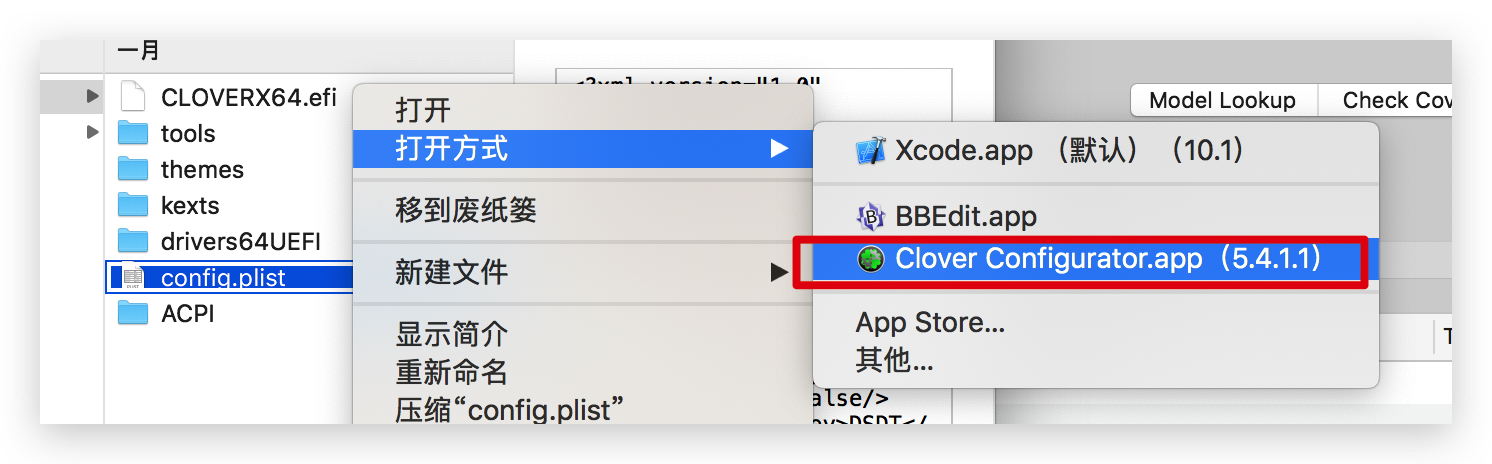 一月
CLOVERX64.efi
tools
themes
kexts
drivers64UEFI
config.plist
ACPI
<?xml version="1.0"
打开
打开方式
移到废纸篓
新建文件
显示简介
重新命名
压缩“config.plist”
Model Lookup
Check Cov
Xcode.app （默认） （10.1）
BBEdit.app
Clover Configurator.app（5.4.1.1）
App Store...
其他...
alse/>
ey>DSDT</